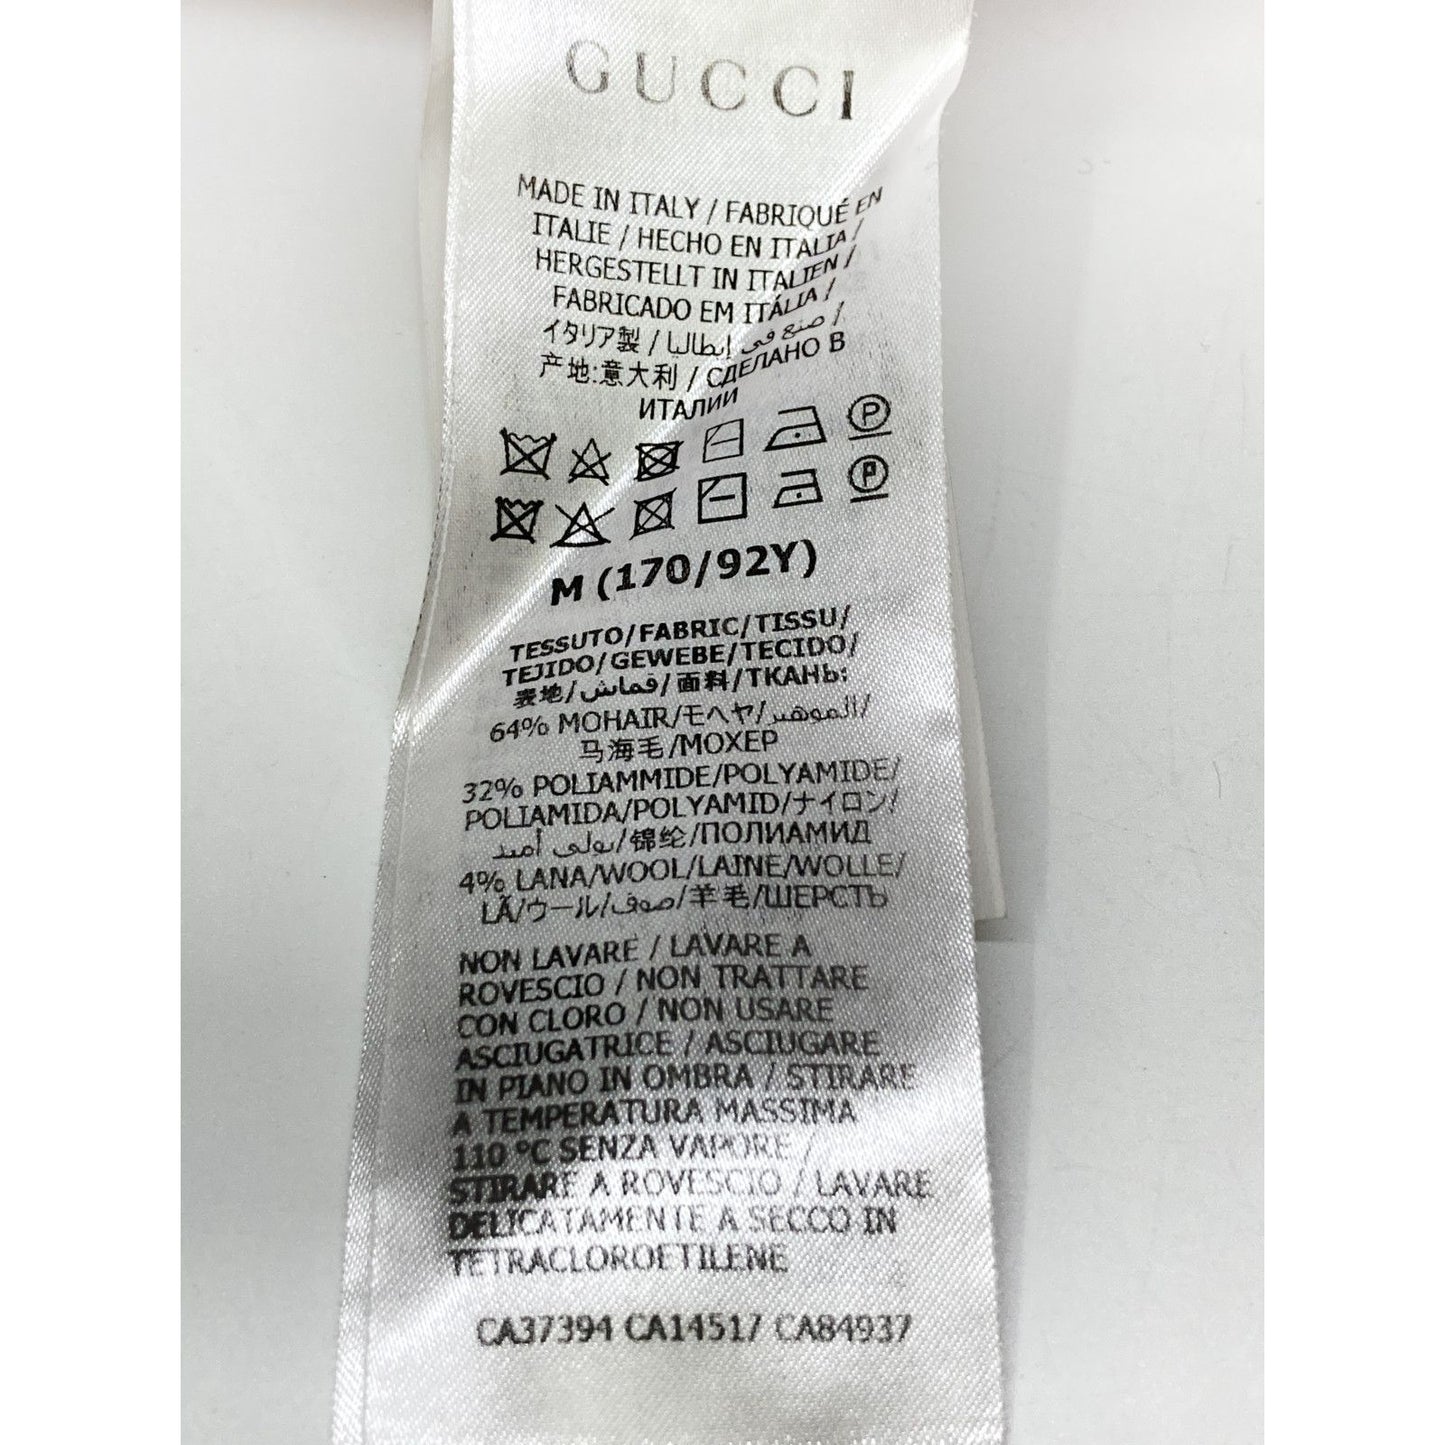 GUCCI
MADE IN ITALY / FABRIQUÉ EN
ITALIE / HECHO EN ITALIA /
HERGESTELLT IN ITALIEN /
FABRICADO EM ITÁLIA /
イタリア製 / صنع في إيطاليا /
产地:意大利 / СДЕЛАНО В
ИТАЛИИ
P
P
M (170/92Y)
TESSUTO/FABRIC/TISSU/
TEJIDO/GEWEBE/TECIDO/
表地/قماش/面料/ТКАНЬ:
64% MOHAIR/モヘヤ/الموهير/
马海毛/МОХЕР
32% POLIAMMIDE/POLYAMIDE/
POLIAMIDA/POLYAMID/ナイロン/
بولي أميد/锦纶/ПОЛИАМИД
4% LANA/WOOL/LAINE/WOLLE/
LÃ/ウール/صوف/羊毛/ШЕРСТЬ
NON LAVARE / LAVARE A
ROVESCIO / NON TRATTARE
CON CLORO / NON USARE
ASCIUGATRICE / ASCIUGARE
IN PIANO IN OMBRA / STIRARE
A TEMPERATURA MASSIMA
110 °C SENZA VAPORE /
STIRARE A ROVESCIO / LAVARE
DELICATAMENTE A SECCO IN
TETRACLOROETILENE
CA37394 CA14517 CA84937